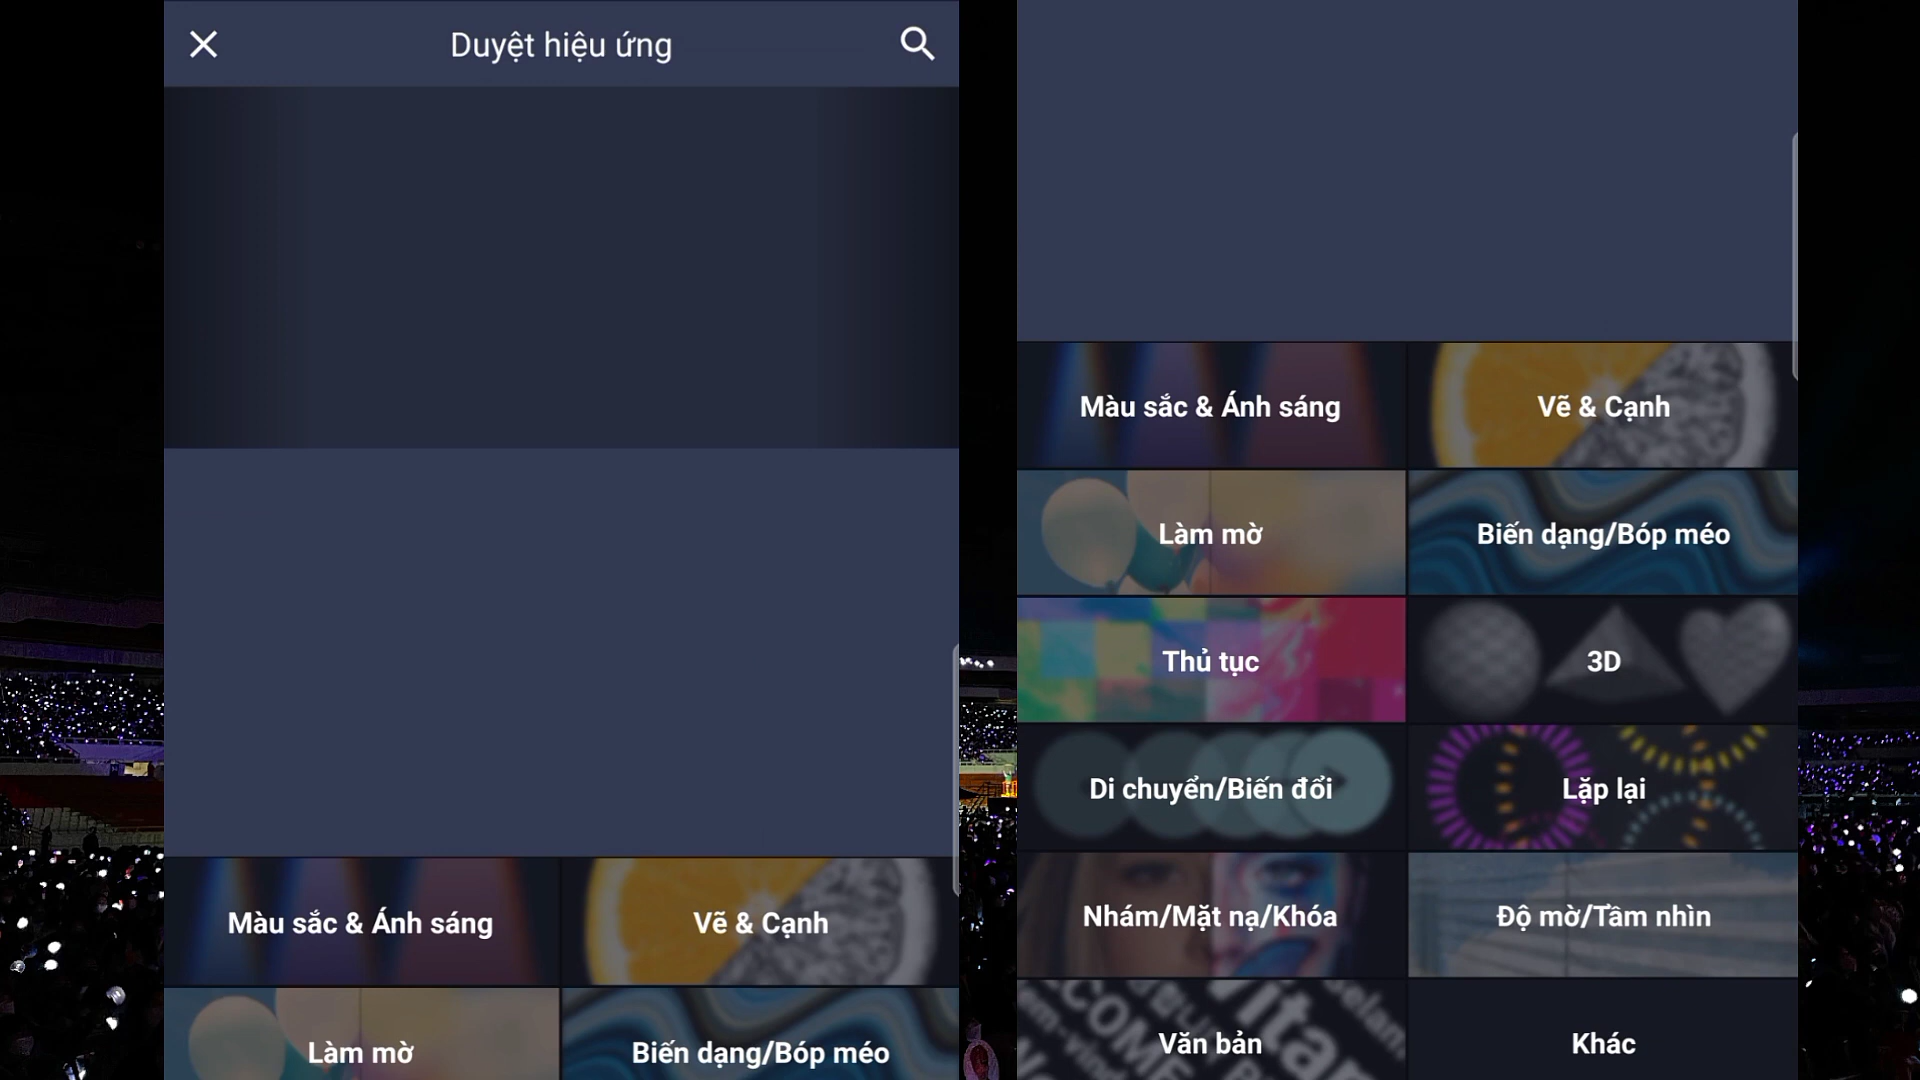 Duyệt hiệu ứng
Màu sắc & Ánh sáng
Vẽ & Cạnh
Làm mờ
Biến dạng/Bóp méo
Màu sắc & Ánh sáng
Vẽ & Cạnh
Làm mờ
Biến dạng/Bóp méo
Thủ tục
3D
Di chuyển/Biến đổi
Lặp lại
Nhám/Mặt nạ/Khóa
Độ mờ/Tầm nhìn
Văn bản
Khác